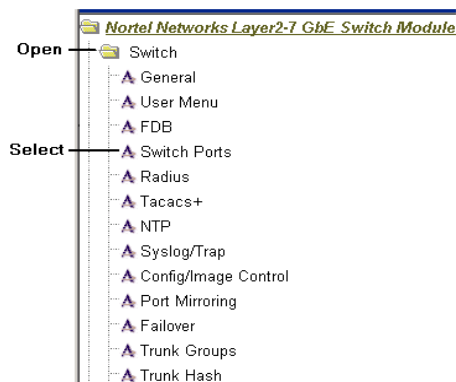 Nortel Networks Layer2-7 GbE Switch Module
Open Switch
General
User Menu
FDB
Select Switch Ports
Radius
Tacacs+
NTP
Syslog/Trap
Config/Image Control
Port Mirroring
Failover
Trunk Groups
Trunk Hash